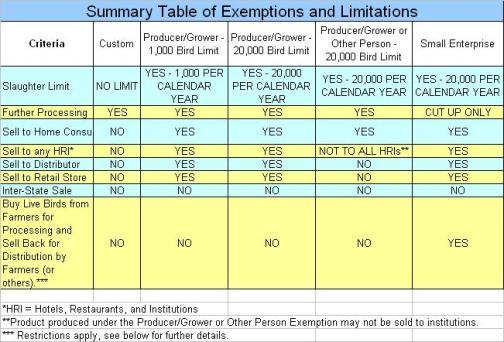 Summary Table of Exemptions and Limitations
Criteria Custom Producer/Grower - 1,000 Bird Limit Producer/Grower - 20,000 Bird Limit Producer/Grower or Other Person - 20,000 Bird Limit Small Enterprise
Slaughter Limit NO LIMIT YES - 1,000 PER CALENDAR YEAR YES - 20,000 PER CALENDAR YEAR YES - 20,000 PER CALENDAR YEAR YES - 20,000 PER CALENDAR YEAR
Further Processing YES YES YES YES CUT UP ONLY
Sell to Home Consu NO YES YES YES YES
Sell to any HRI* NO YES YES NOT TO ALL HRIs** YES
Sell to Distributor NO YES YES NO YES
Sell to Retail Store NO YES YES NO YES
Inter-State Sale NO NO NO NO NO
Buy Live Birds from
Farmers for
Processing and
Sell Back for
Distribution by
Farmers (or
others).*** NO NO NO NO YES
*HRI = Hotels, Restaurants, and Institutions
**Product produced under the Producer/Grower or Other Person Exemption may not be sold to institutions.
*** Restrictions apply, see below for further details.